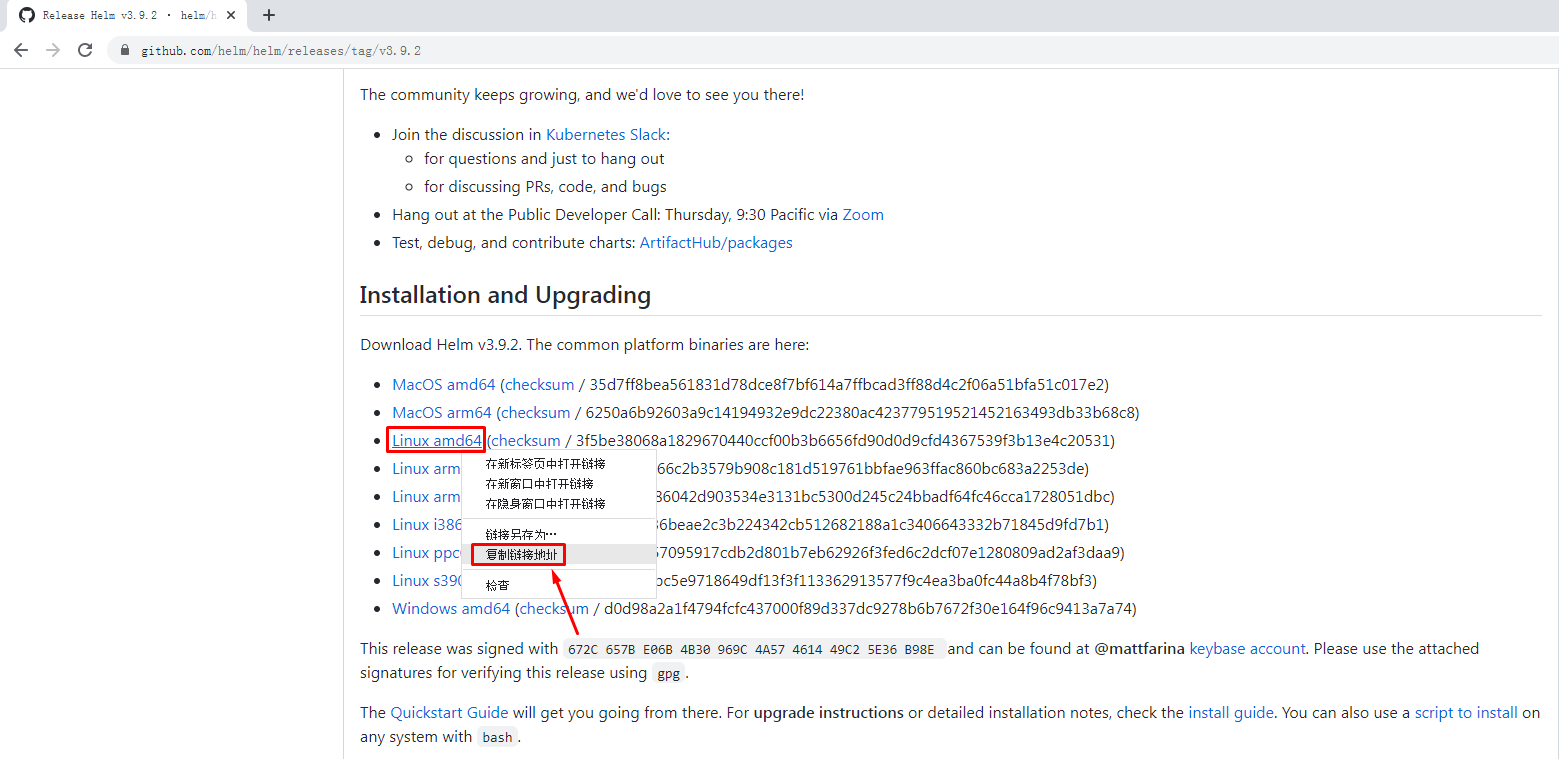 Release Helm v3.9.2 · helm/h
github.com/helm/helm/releases/tag/v3.9.2
The community keeps growing, and we'd love to see you there!
Join the discussion in Kubernetes Slack:
for questions and just to hang out
for discussing PRs, code, and bugs
Hang out at the Public Developer Call: Thursday, 9:30 Pacific via Zoom
Test, debug, and contribute charts: ArtifactHub/packages
Installation and Upgrading
Download Helm v3.9.2. The common platform binaries are here:
MacOS amd64 (checksum / 35d7ff8bea561831d78dce8f7bf614a7ffbcad3ff88d4c2f06a51bfa51c017e2)
MacOS arm64 (checksum / 6250a6b92603a9c14194932e9dc22380ac423779519521452163493db33b68c8)
Linux amd64 (checksum / 3f5be38068a1829670440ccf00b3b6656fd90d0d9cfd4367539f3b13e4c20531)
Linux arm 66c2b3579b908c181d519761bbfae963ffac860bc683a2253de)
Linux arm 86042d903534e3131bc5300d245c24bbadf64fc46cca1728051dbc)
Linux i386 36beae2c3b224342cb512682188a1c3406643332b71845d9fd7b1)
Linux ppc 57095917cdb2d801b7eb62926f3fed6c2dcf07e1280809ad2af3daa9)
Linux s390 bc5e9718649df13f3f113362913577f9c4ea3ba0fc44a8b4f78bf3)
Windows amd64 (checksum / d0d98a2a1f4794fcfc437000f89d337dc9278b6b7672f30e164f96c9413a7a74)
在新标签页中打开链接
在新窗口中打开链接
在隐身窗口中打开链接
链接另存为…
复制链接地址
检查
This release was signed with 672C 657B E06B 4B30 969C 4A57 4614 49C2 5E36 B98E and can be found at @mattfarina keybase account. Please use the attached
signatures for verifying this release using gpg.
The Quickstart Guide will get you going from there. For upgrade instructions or detailed installation notes, check the install guide. You can also use a script to install on
any system with bash.